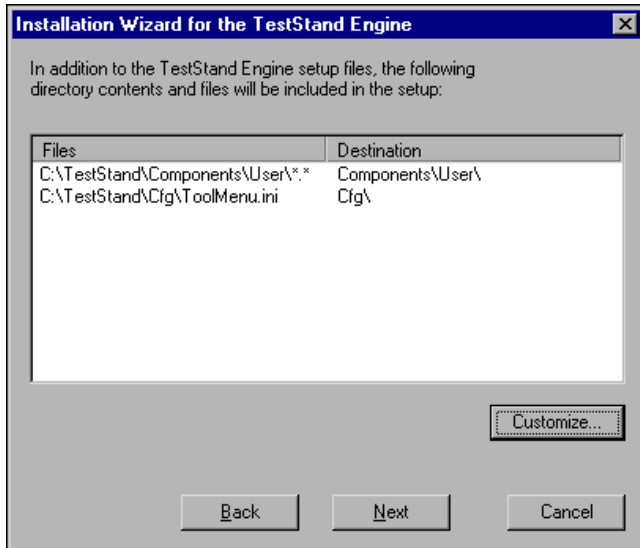 Installation Wizard for the TestStand Engine
In addition to the TestStand Engine setup files, the following
directory contents and files will be included in the setup:
Files Destination
C:\TestStand\Components\User\*.* Components\User\
C:\TestStand\Cfg\ToolMenu.ini Cfg\
Customize...
Back Next Cancel